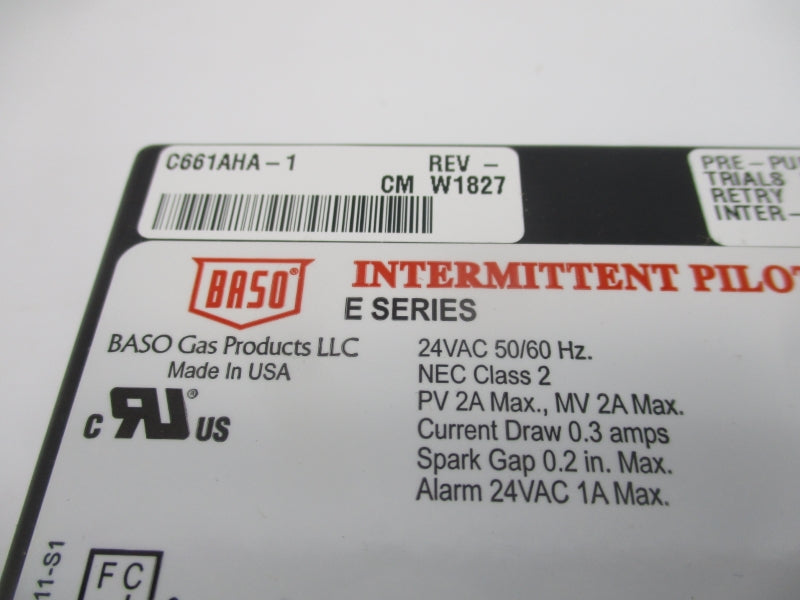 C661AHA-1 REV -
CM W1827
PRE-PU
TRIALS
RETRY
INTER-
BASO®
INTERMITTENT PILOT
E SERIES
BASO Gas Products LLC
Made In USA
24VAC 50/60 Hz.
NEC Class 2
PV 2A Max., MV 2A Max.
Current Draw 0.3 amps
Spark Gap 0.2 in. Max.
Alarm 24VAC 1A Max.
C RU® US
11-S1
FC